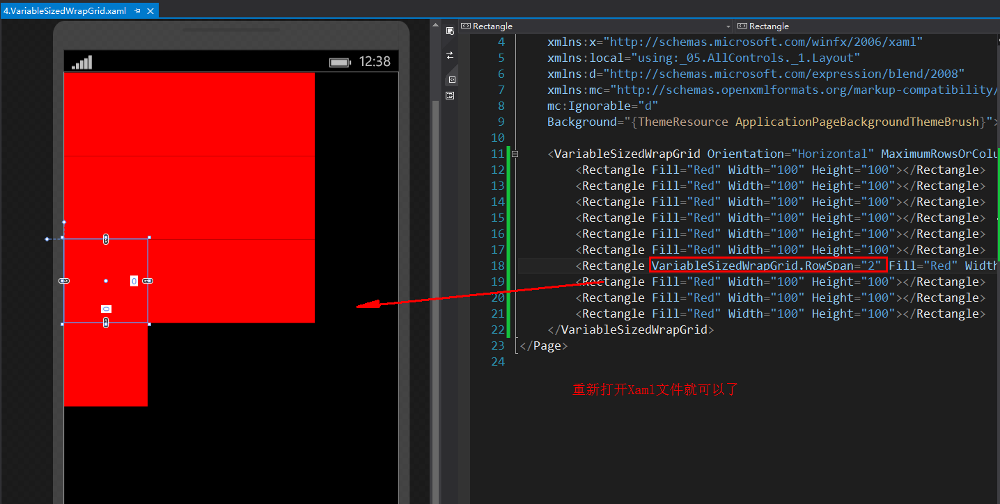 4.VariableSizedWrapGrid.xaml
12:38
0
0
Rectangle
Rectangle
4 xmlns:x="http://schemas.microsoft.com/winfx/2006/xaml"
5 xmlns:local="using:_05.AllControls._1.Layout"
6 xmlns:d="http://schemas.microsoft.com/expression/blend/2008"
7 xmlns:mc="http://schemas.openxmlformats.org/markup-compatibility/
8 mc:Ignorable="d"
9 Background="{ThemeResource ApplicationPageBackgroundThemeBrush}">
10
11 <VariableSizedWrapGrid Orientation="Horizontal" MaximumRowsOrColu
12 <Rectangle Fill="Red" Width="100" Height="100"></Rectangle>
13 <Rectangle Fill="Red" Width="100" Height="100"></Rectangle>
14 <Rectangle Fill="Red" Width="100" Height="100"></Rectangle>
15 <Rectangle Fill="Red" Width="100" Height="100"></Rectangle>
16 <Rectangle Fill="Red" Width="100" Height="100"></Rectangle>
17 <Rectangle Fill="Red" Width="100" Height="100"></Rectangle>
18 <Rectangle VariableSizedWrapGrid.RowSpan="2" Fill="Red" Width
19 <Rectangle Fill="Red" Width="100" Height="100"></Rectangle>
20 <Rectangle Fill="Red" Width="100" Height="100"></Rectangle>
21 <Rectangle Fill="Red" Width="100" Height="100"></Rectangle>
22 </VariableSizedWrapGrid>
23 </Page>
24
重新打开Xaml文件就可以了